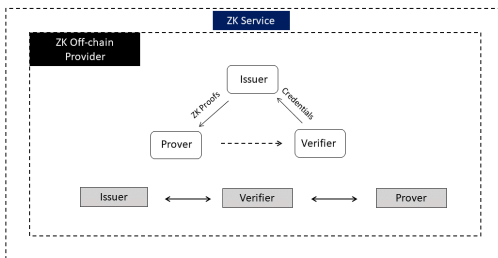 ZK Service
ZK Off-chain
Provider
Issuer
ZK Proofs
Credentials
Prover
Verifier
Issuer
Verifier
Prover